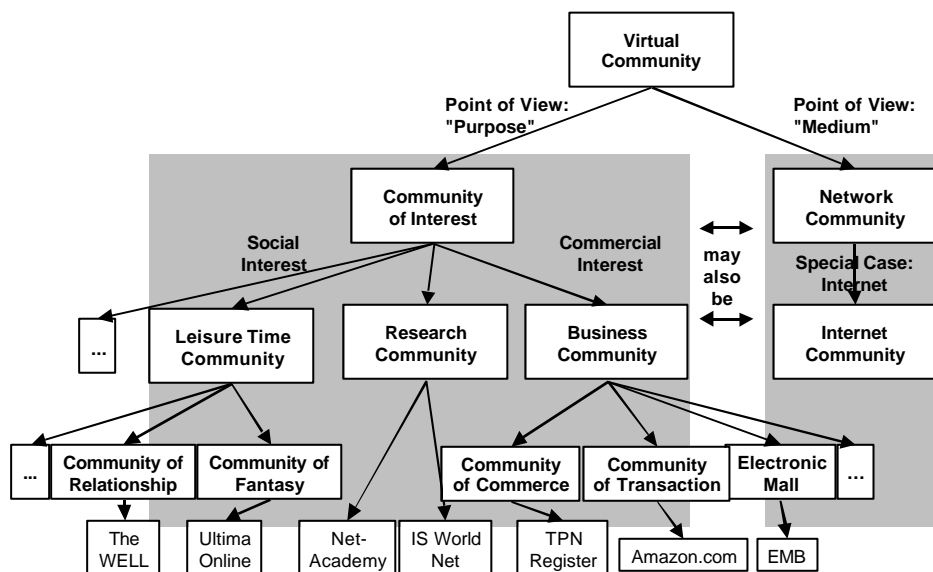 Virtual
Community
Point of View:
"Purpose"
Point of View:
"Medium"
Community
of Interest
Network
Community
Social
Interest
Commercial
Interest
may
also
be
Special Case:
Internet
...
Leisure Time
Community
Research
Community
Business
Community
Internet
Community
...
Community of
Relationship
Community of
Fantasy
Community
of Commerce
Community
of Transaction
Electronic
Mall
...
The
WELL
Ultima
Online
Net-
Academy
IS World
Net
TPN
Register
Amazon.com
EMB